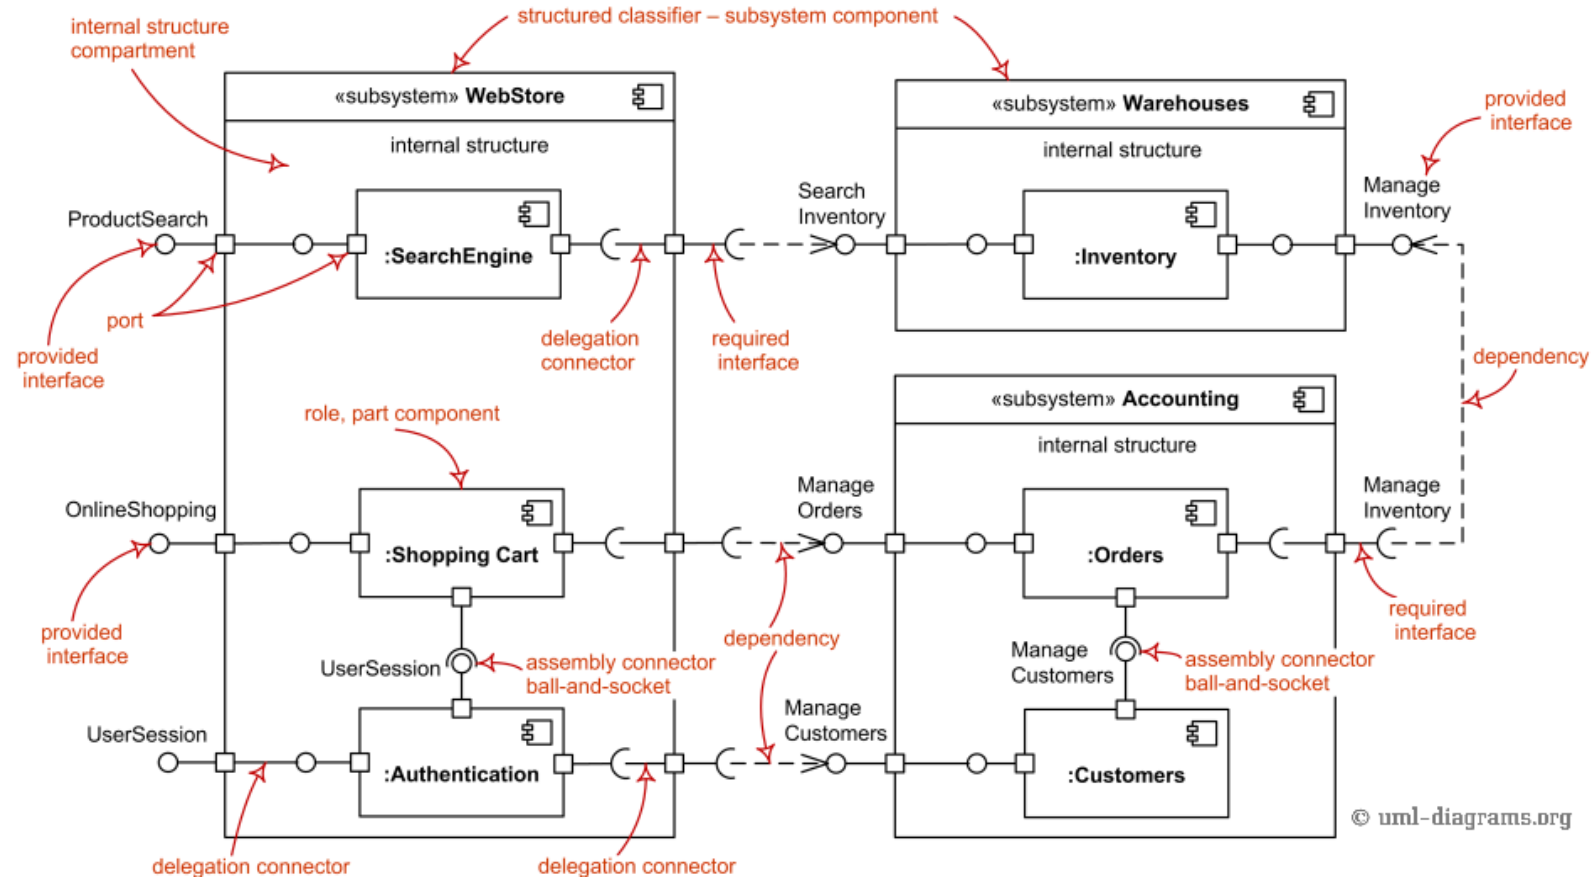 structured classifier – subsystem component
internal structure
compartment
«subsystem» WebStore
«subsystem» Warehouses
provided
interface
internal structure
internal structure
ProductSearch
Search
Inventory
Manage
Inventory
:SearchEngine
:Inventory
port
provided
interface
delegation
connector
required
interface
dependency
«subsystem» Accounting
role, part component
internal structure
OnlineShopping
Manage
Orders
Manage
Inventory
:Shopping Cart
:Orders
provided
interface
dependency
required
interface
UserSession
assembly connector
ball-and-socket
Manage
Customers
assembly connector
ball-and-socket
UserSession
Manage
Customers
:Authentication
:Customers
© uml-diagrams.org
delegation connector
delegation connector